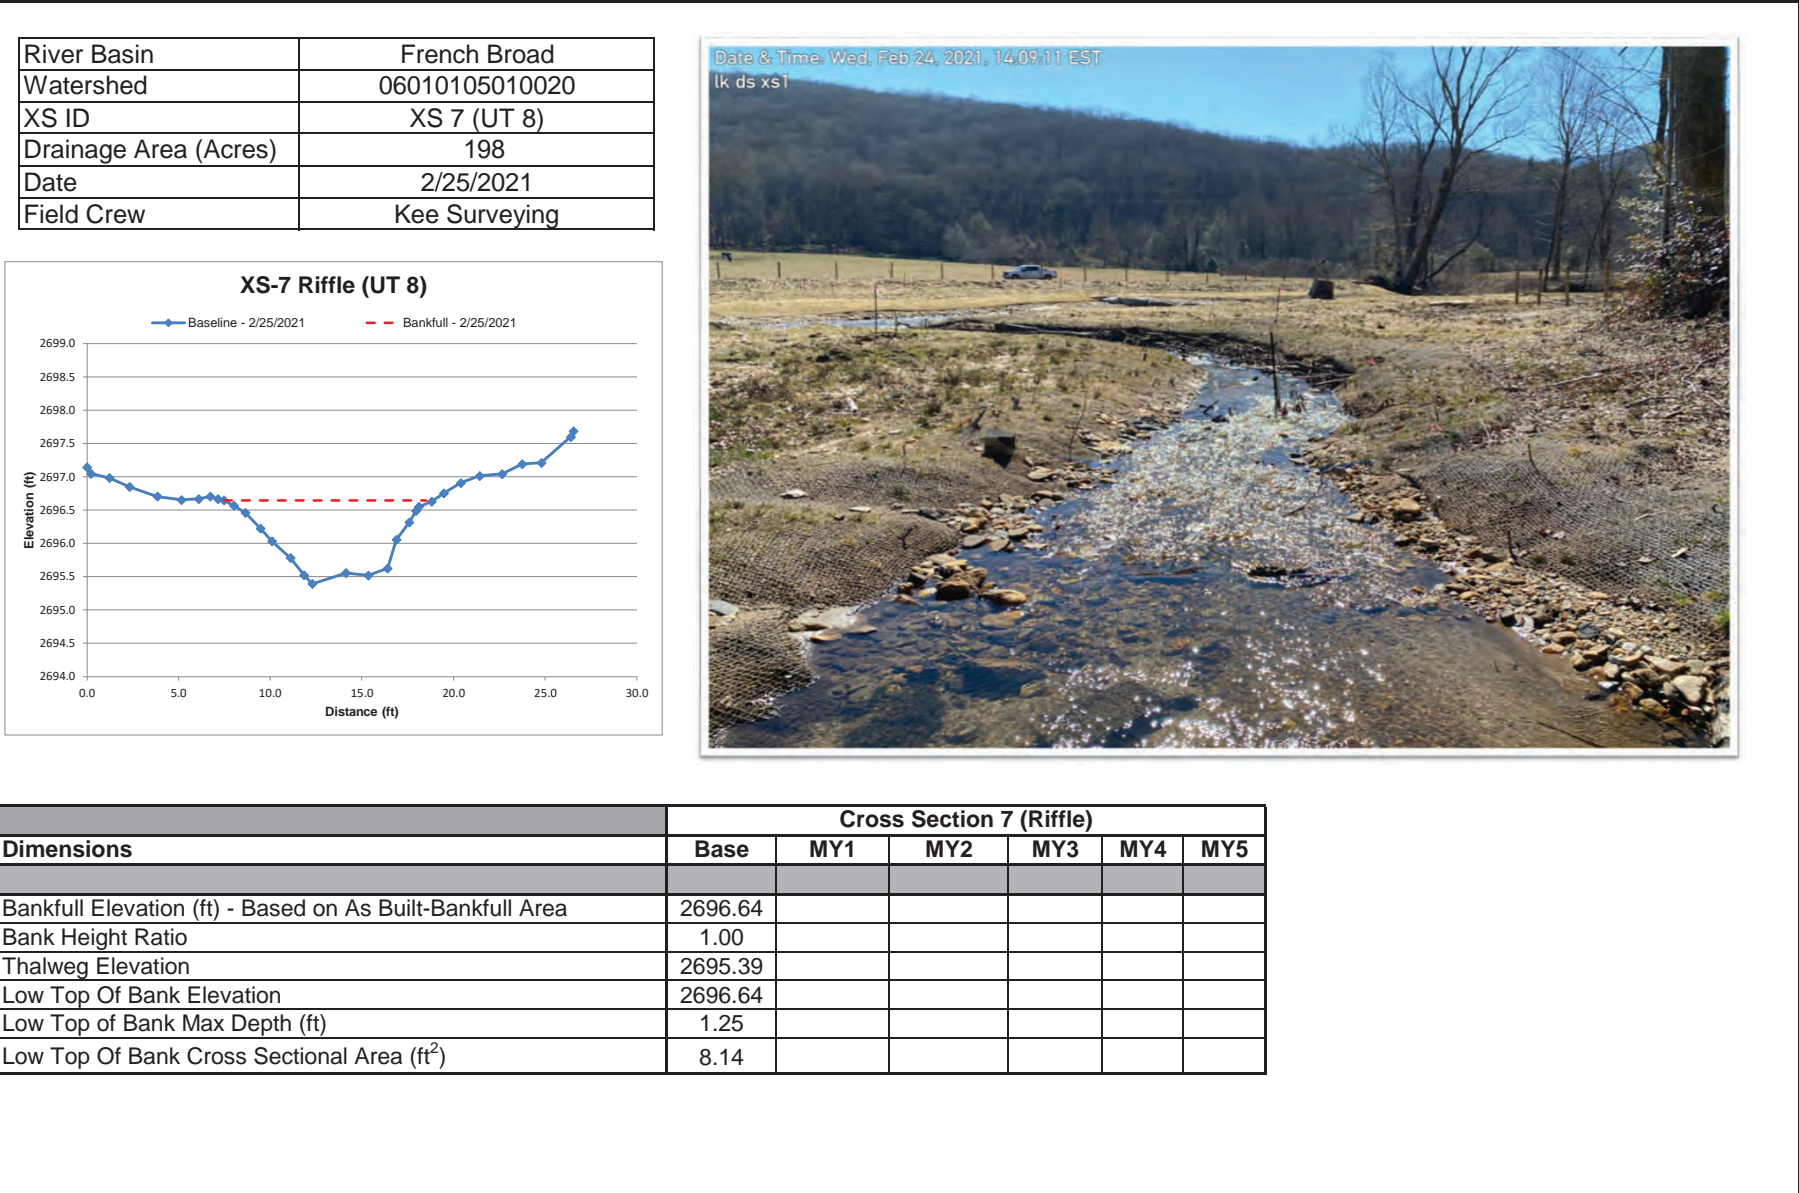 River Basin French Broad
Watershed 06010105010020
XS ID XS 7 (UT 8)
Drainage Area (Acres) 198
Date 2/25/2021
Field Crew Kee Surveying
Date & Time: Wed, Feb 24, 2021, 14:09:11 EST
lk ds xs1
XS-7 Riffle (UT 8)
Baseline - 2/25/2021 Bankfull - 2/25/2021
2699.0
2698.5
2698.0
2697.5
2697.0
2696.5
2696.0
2695.5
2695.0
2694.5
2694.0
Elevation (ft)
0.0 5.0 10.0 15.0 20.0 25.0 30.0
Distance (ft)
Cross Section 7 (Riffle)
Dimensions Base MY1 MY2 MY3 MY4 MY5
Bankfull Elevation (ft) - Based on As Built-Bankfull Area 2696.64
Bank Height Ratio 1.00
Thalweg Elevation 2695.39
Low Top Of Bank Elevation 2696.64
Low Top of Bank Max Depth (ft) 1.25
Low Top Of Bank Cross Sectional Area (ft²) 8.14